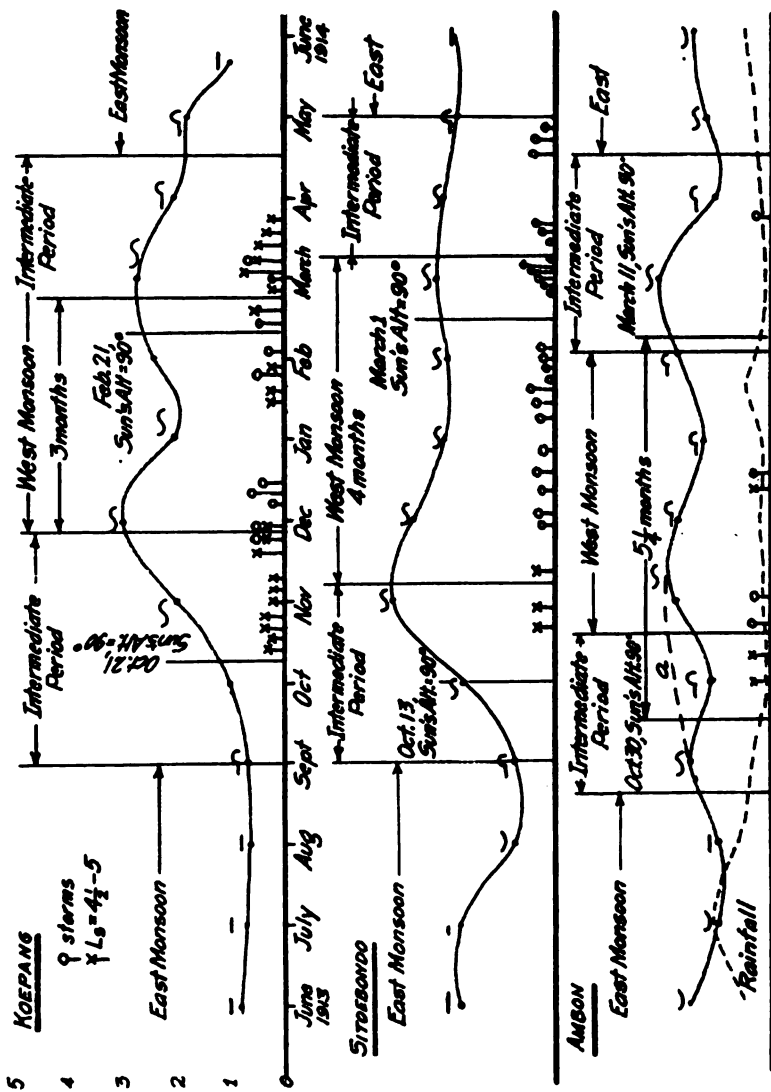 KOEPANG
storms
Ls=4½-5
5
4
3
2
1
0
East Monsoon
Intermediate
Period
Oct. 21
Sun's Alt.=90°
West Monsoon
3 months
Feb. 21,
Sun's Alt=90°
Intermediate
Period
East Monsoon
June
1913
July
Aug
Sept
Oct
Nov
Dec
Jan
Feb
March
Apr
May
June
1914
SITOEBONDO
East Monsoon
Intermediate
Period
Oct. 13,
Sun's Alt.=90°
West Monsoon
4 months
March 1
Sun's Alt=90°
Intermediate
Period
East
AMBON
East Monsoon
Rainfall
Intermediate
Period
Oct 30, Sun's Alt.90°
a
West Monsoon
5¼ months
Intermediate
Period
March 11, Sun's Alt. 90°
East